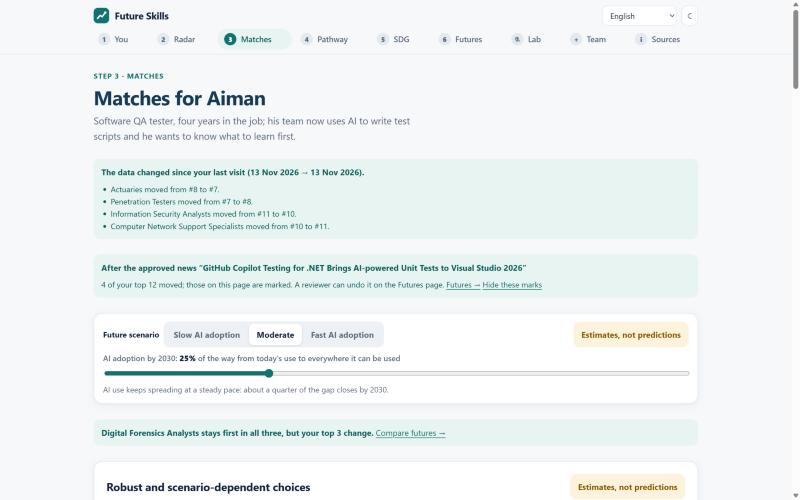 Future Skills
English
C
1 You
2 Radar
3 Matches
4 Pathway
5 SDG
6 Futures
Lab
+ Team
i Sources
STEP 3 · MATCHES
Matches for Aiman
Software QA tester, four years in the job; his team now uses AI to write test
scripts and he wants to know what to learn first.
The data changed since your last visit (13 Nov 2026 → 13 Nov 2026).
• Actuaries moved from #8 to #7.
• Penetration Testers moved from #7 to #8.
• Information Security Analysts moved from #11 to #10.
• Computer Network Support Specialists moved from #10 to #11.
After the approved news “GitHub Copilot Testing for .NET Brings AI-powered Unit Tests to Visual Studio 2026”
4 of your top 12 moved; those on this page are marked. A reviewer can undo it on the Futures page. Futures → Hide these marks
Future scenario Slow AI adoption Moderate Fast AI adoption Estimates, not predictions
AI adoption by 2030: 25% of the way from today's use to everywhere it can be used
AI use keeps spreading at a steady pace: about a quarter of the gap closes by 2030.
Digital Forensics Analysts stays first in all three, but your top 3 change. Compare futures →
Robust and scenario-dependent choices Estimates, not predictions